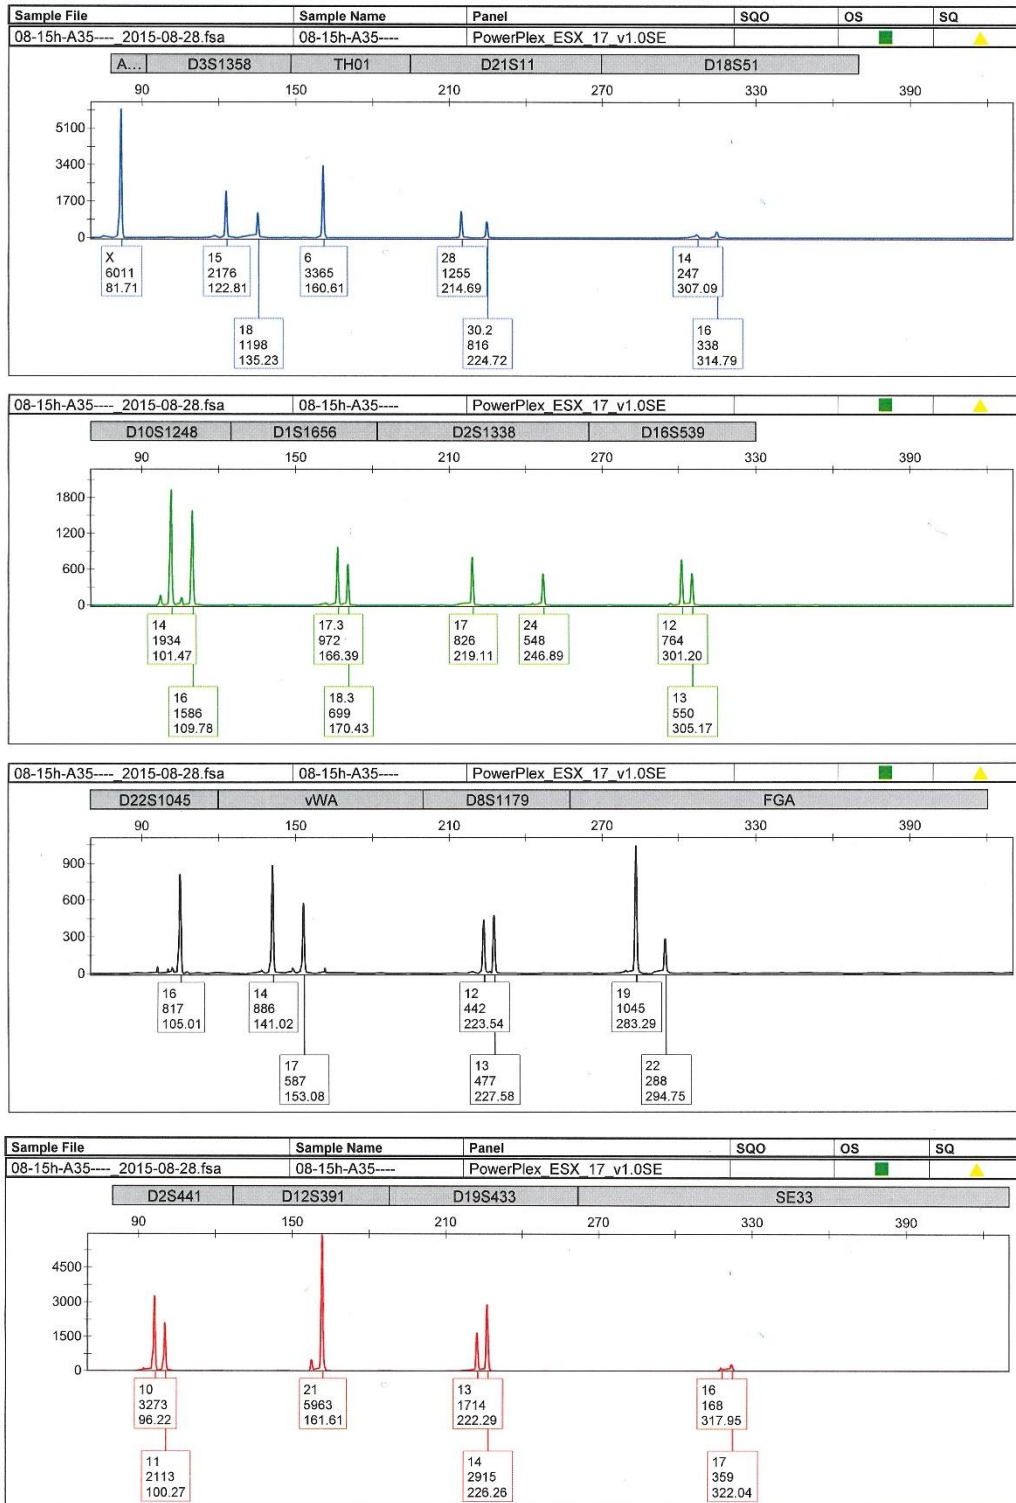 Sample File Sample Name Panel SQO OS SQ
08-15h-A35----_2015-08-28.fsa 08-15h-A35---- PowerPlex_ESX_17_v1.0SE
A... D3S1358 TH01 D21S11 D18S51
90 150 210 270 330 390
5100
3400
1700
0
X 15 6 28 14
6011 2176 3365 1255 247
81.71 122.81 160.61 214.69 307.09
18 30.2 16
1198 816 338
135.23 224.72 314.79
08-15h-A35----_2015-08-28.fsa 08-15h-A35---- PowerPlex_ESX_17_v1.0SE
D10S1248 D1S1656 D2S1338 D16S539
90 150 210 270 330 390
1800
1200
600
0
14 17.3 17 24 12
1934 972 826 548 764
101.47 166.39 219.11 246.89 301.20
16 18.3 13
1586 699 550
109.78 170.43 305.17
08-15h-A35----_2015-08-28.fsa 08-15h-A35---- PowerPlex_ESX_17_v1.0SE
D22S1045 vWA D8S1179 FGA
90 150 210 270 330 390
900
600
300
0
16 14 12 19
817 886 442 1045
105.01 141.02 223.54 283.29
17 13 22
587 477 288
153.08 227.58 294.75
Sample File Sample Name Panel SQO OS SQ
08-15h-A35----_2015-08-28.fsa 08-15h-A35---- PowerPlex_ESX_17_v1.0SE
D2S441 D12S391 D19S433 SE33
90 150 210 270 330 390
4500
3000
1500
0
10 21 13 16
3273 5963 1714 168
96.22 161.61 222.29 317.95
11 14 17
2113 2915 359
100.27 226.26 322.04